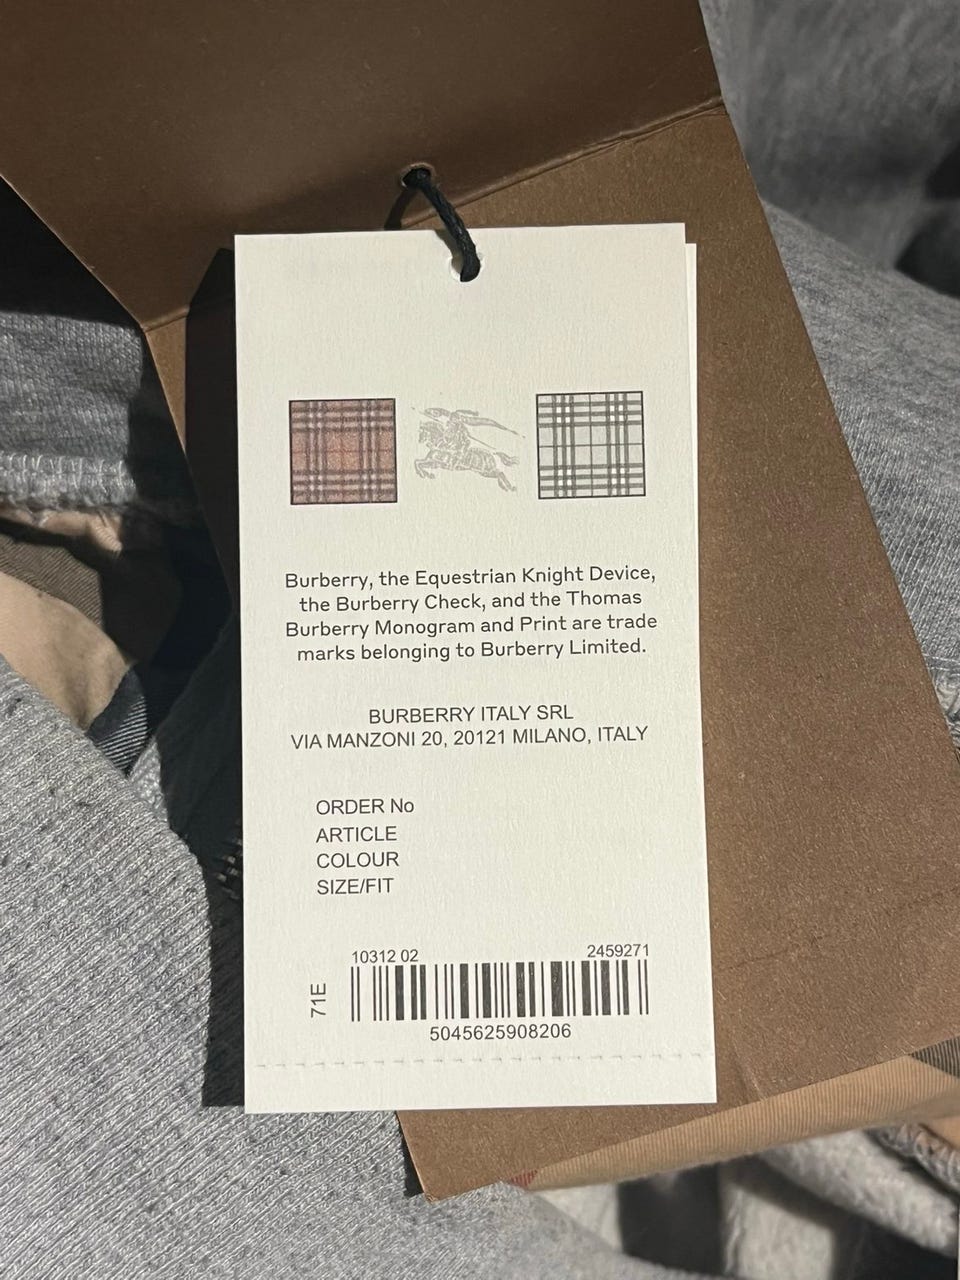 Burberry, the Equestrian Knight Device,
the Burberry Check, and the Thomas
Burberry Monogram and Print are trade
marks belonging to Burberry Limited.
BURBERRY ITALY SRL
VIA MANZONI 20, 20121 MILANO, ITALY
ORDER No
ARTICLE
COLOUR
SIZE/FIT
10312 02 2459271
71E
5045625908206